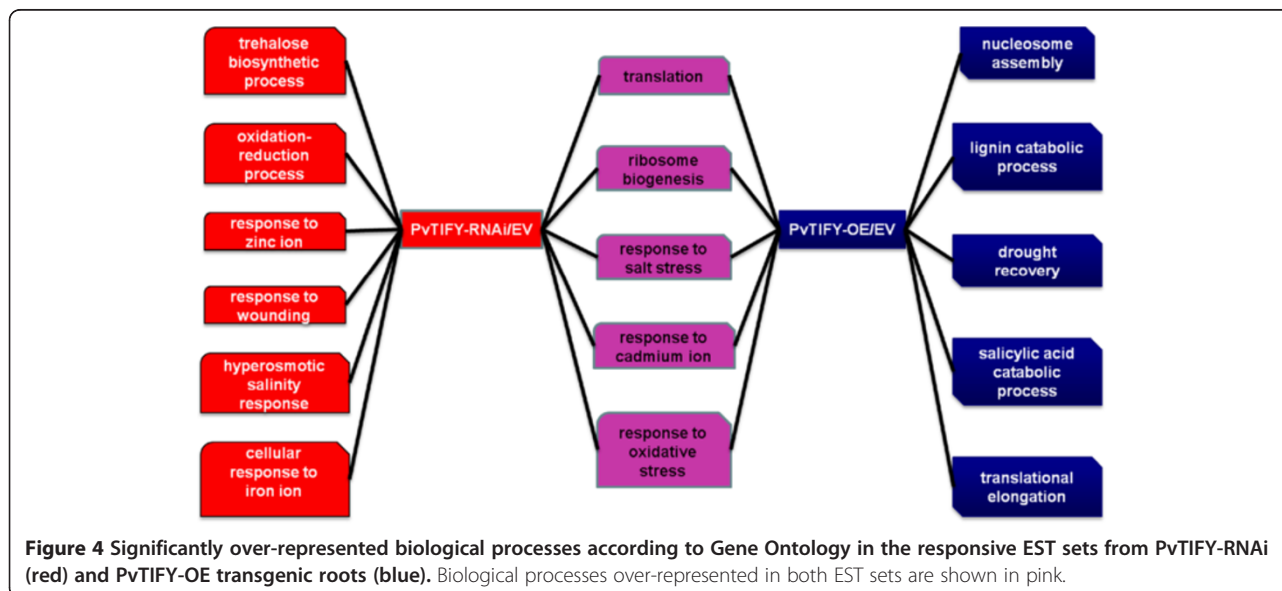 trehalose
biosynthetic
process
oxidation-
reduction
process
response to
zinc ion
response to
wounding
hyperosmotic
salinity
response
cellular
response to
iron ion
PvTIFY-RNAi/EV
translation
ribosome
biogenesis
response to
salt stress
response to
cadmium ion
response to
oxidative
stress
PvTIFY-OE/EV
nucleosome
assembly
lignin catabolic
process
drought
recovery
salicylic acid
catabolic
process
translational
elongation
Figure 4 Significantly over-represented biological processes according to Gene Ontology in the responsive EST sets from PvTIFY-RNAi
(red) and PvTIFY-OE transgenic roots (blue). Biological processes over-represented in both EST sets are shown in pink.